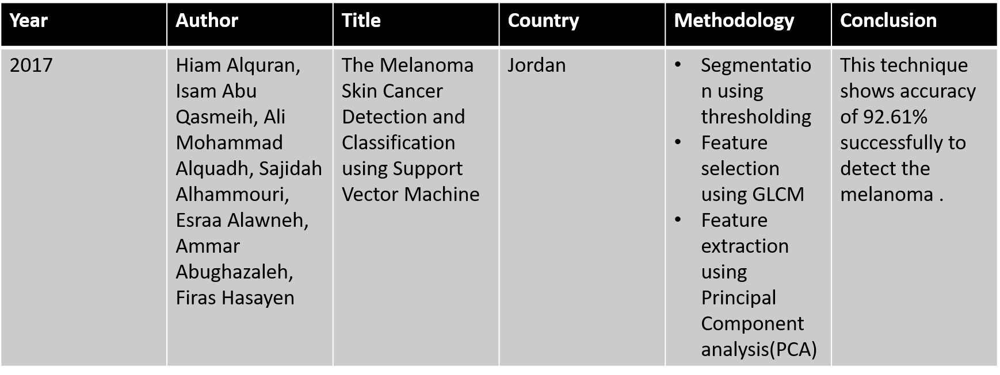 Year
Author
Title
Country
Methodology
Conclusion
2017
Hiam Alquran,
Isam Abu
Qasmeih, Ali
Mohammad
Alquadh, Sajidah
Alhammouri,
Esraa Alawneh,
Ammar
Abughazaleh,
Firas Hasayen
The Melanoma
Skin Cancer
Detection and
Classification
using Support
Vector Machine
Jordan
• Segmentatio
n using
thresholding
• Feature
selection
using GLCM
• Feature
extraction
using
Principal
Component
analysis(PCA)
This technique
shows accuracy
of 92.61%
successfully to
detect the
melanoma .